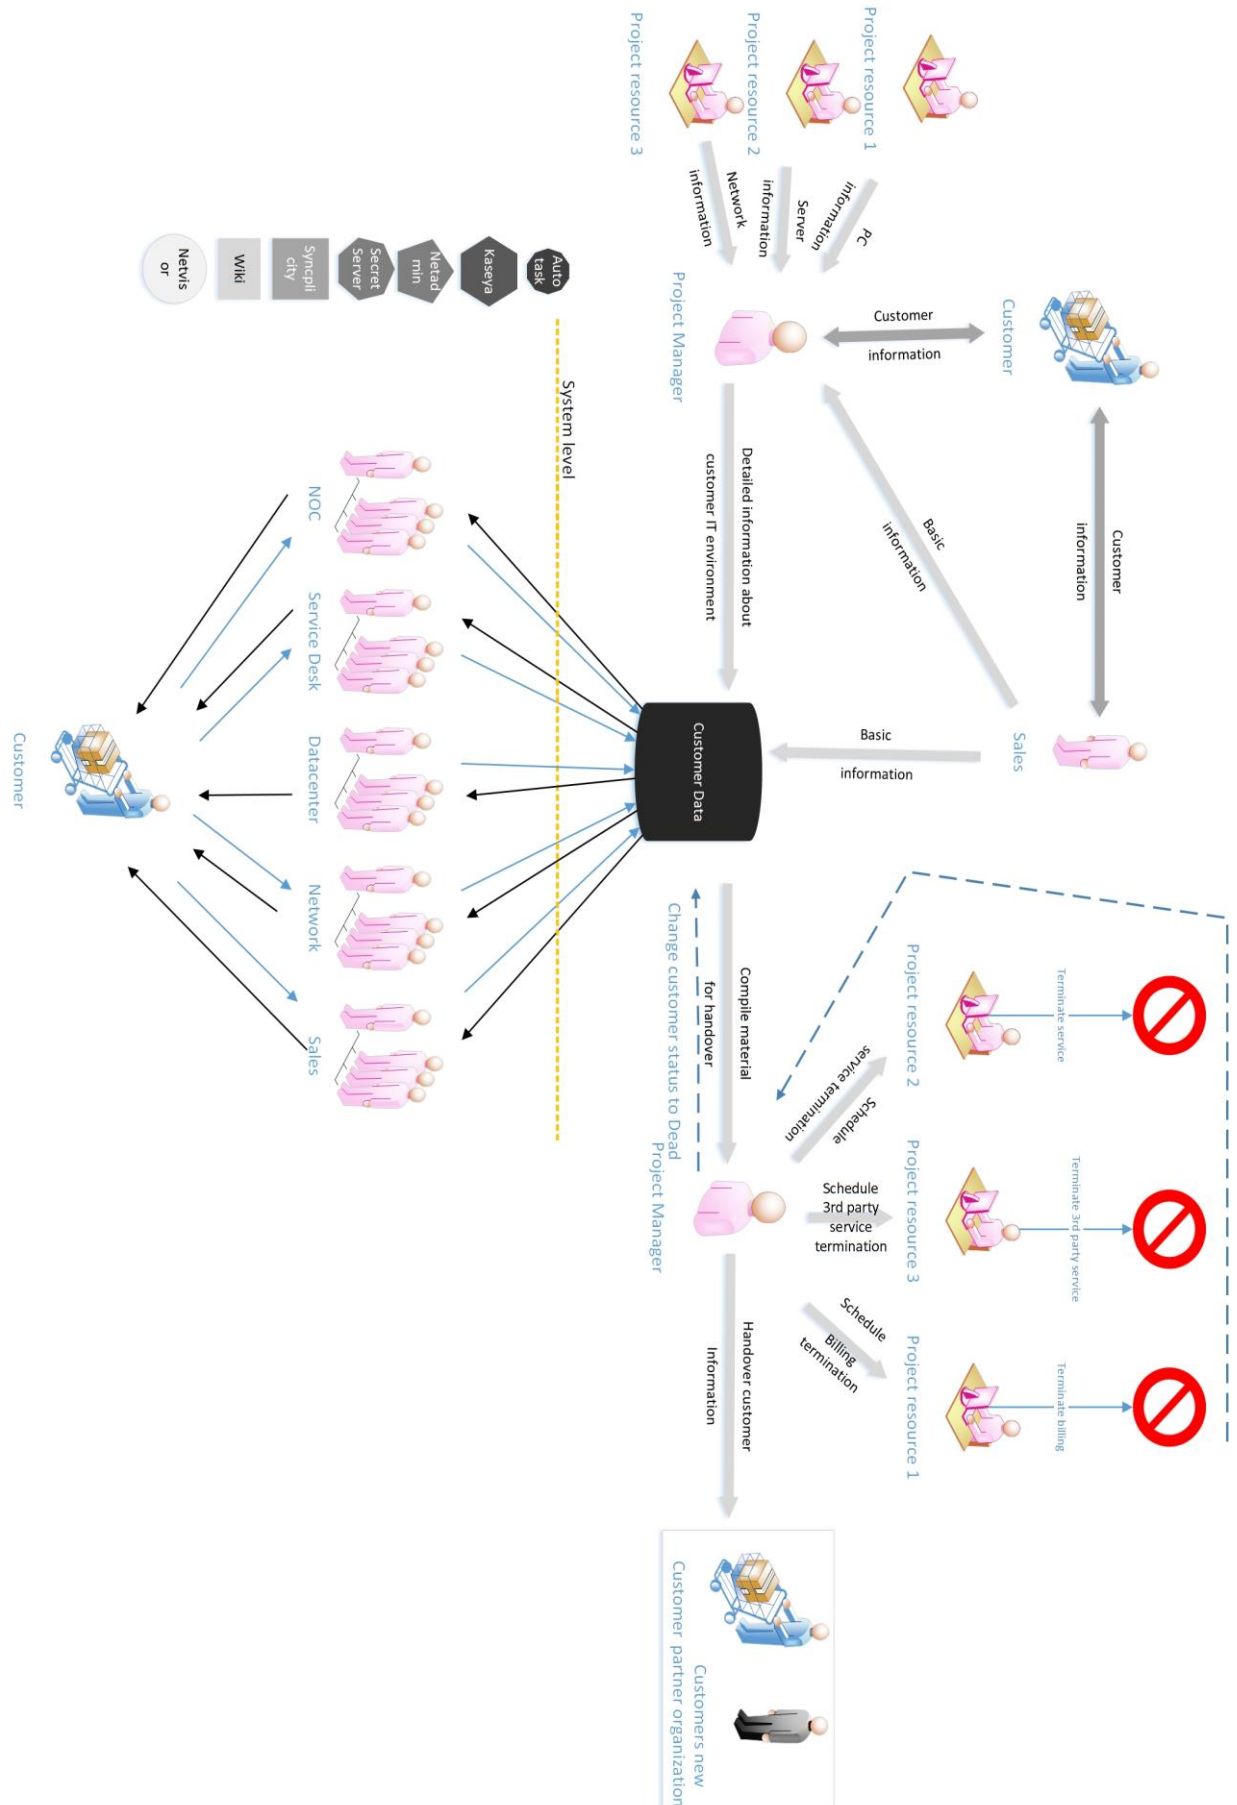 Project resource 1
Project resource 2
Project resource 3
PC
information
Server
information
Network
information
Customer
Customer
information
Project Manager
Customer
information
Basic
information
Sales
Basic
information
Detailed information about
customer IT environment
Customer Data
Auto
task
Kaseya
Netad
min
Secret
Server
Syncpli
city
Wiki
Netvis
or
System level
NOC
Service Desk
Datacenter
Network
Sales
Customer
Compile material
for handover
Change customer status to Dead
Project Manager
Schedule
service termination
Schedule
3rd party
service
termination
Schedule
Billing
termination
Project resource 2
Project resource 3
Project resource 1
Terminate service
Terminate 3rd party service
Terminate billing
Handover customer
Information
Customers new
Customer partner organization